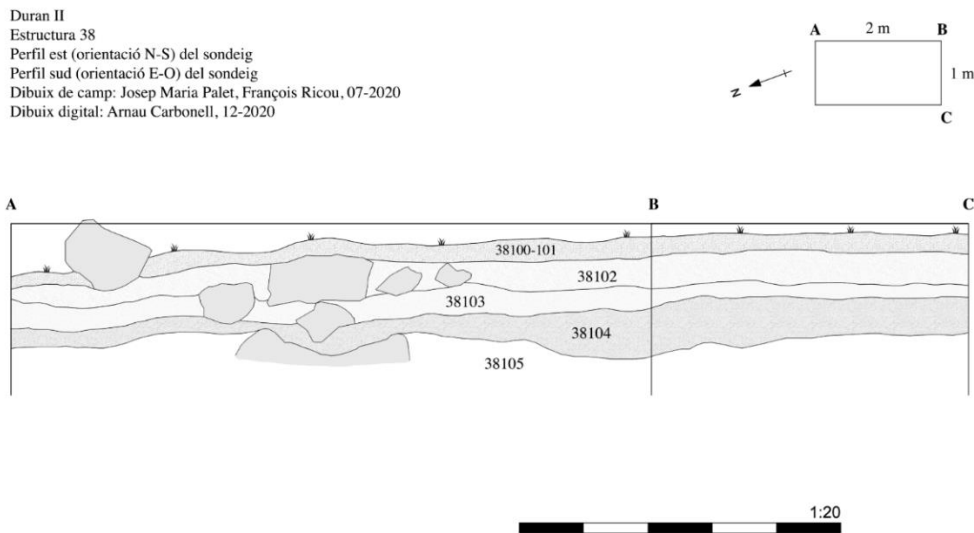 Duran II
Estructura 38
Perfil est (orientació N-S) del sondeig
Perfil sud (orientació E-O) del sondeig
Dibuix de camp: Josep Maria Palet, François Ricou, 07-2020
Dibuix digital: Arnau Carbonell, 12-2020
A 2 m B
1 m
N
C
A B C
38100-101
38102
38103
38104
38105
1:20